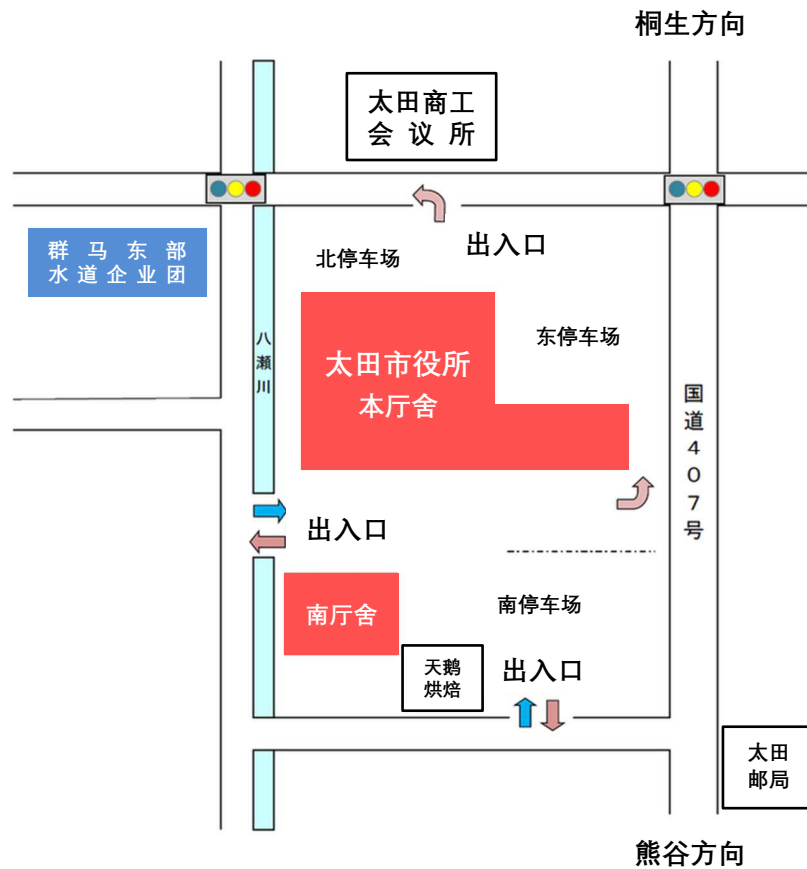 桐生方向
太田商工
会议所
群马东部
水道企业团
出入口
北停车场
东停车场
八瀬川
太田市役所
本厅舍
国道407号
出入口
南厅舍
南停车场
天鹅
烘焙
出入口
太田
邮局
熊谷方向